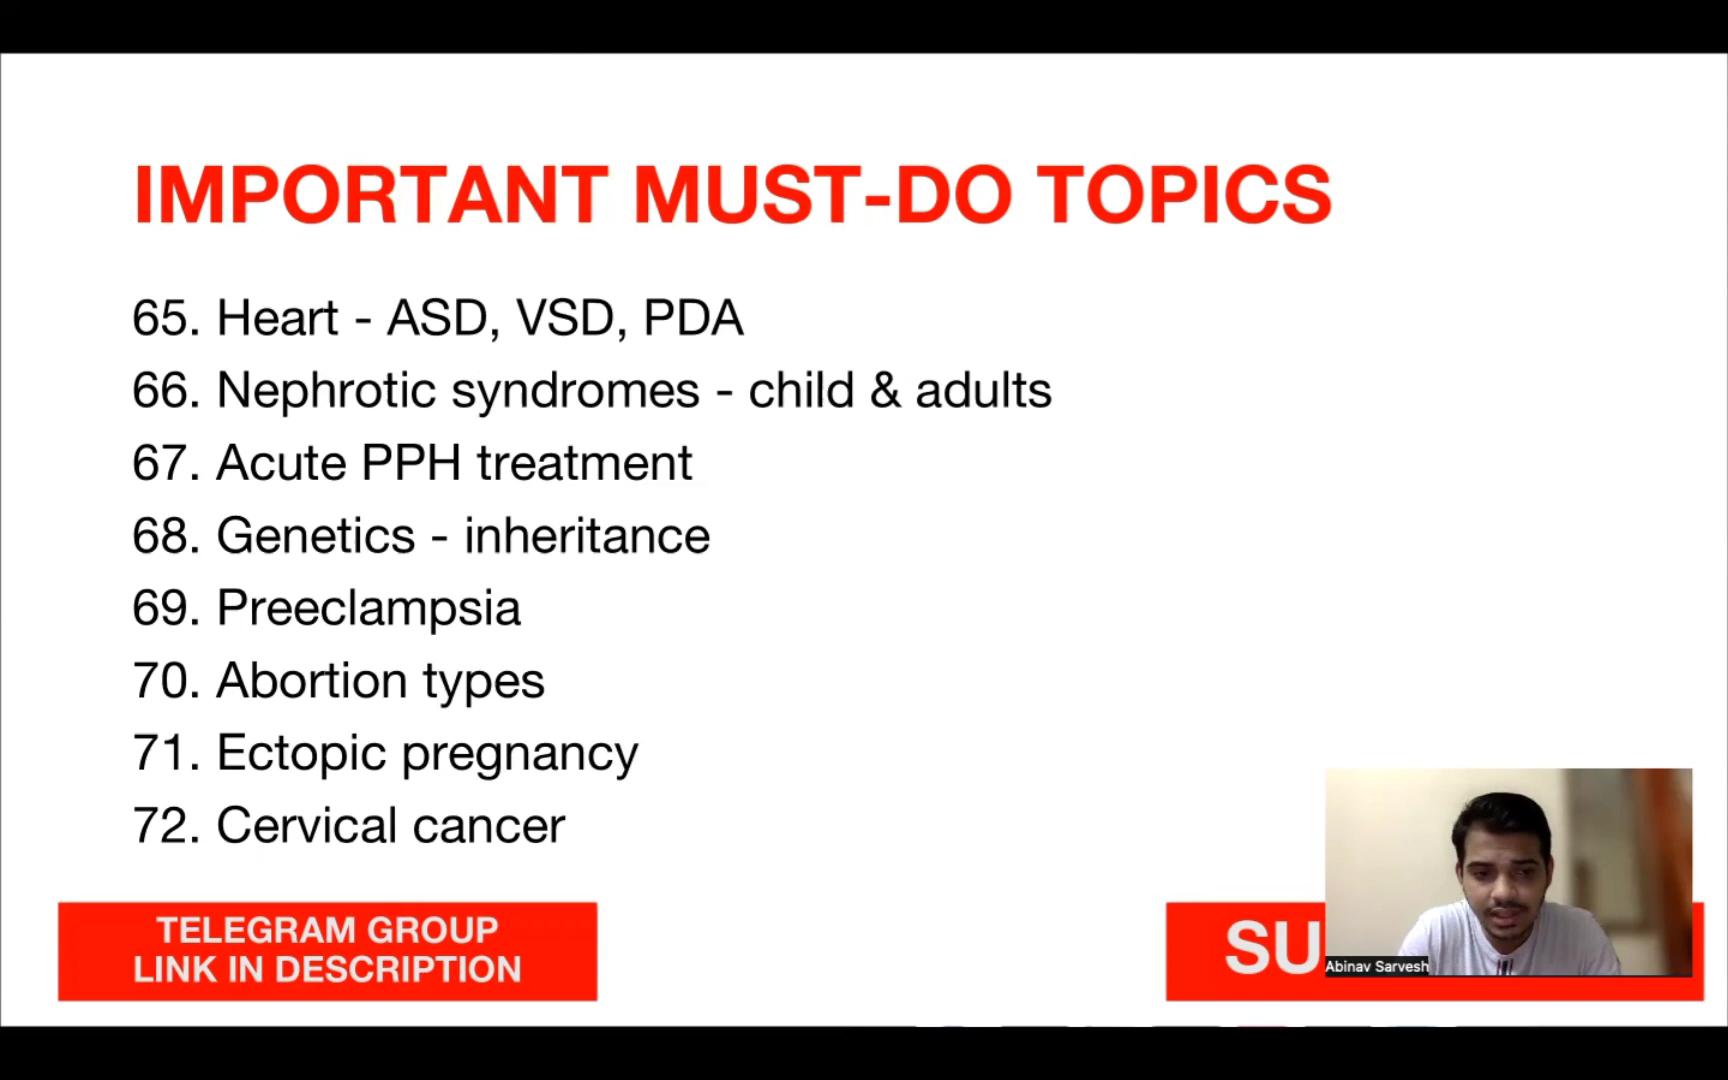 IMPORTANT MUST-DO TOPICS
65. Heart - ASD, VSD, PDA
66. Nephrotic syndromes - child & adults
67. Acute PPH treatment
68. Genetics - inheritance
69. Preeclampsia
70. Abortion types
71. Ectopic pregnancy
72. Cervical cancer
TELEGRAM GROUP
LINK IN DESCRIPTION
SU
Abinav Sarvesh